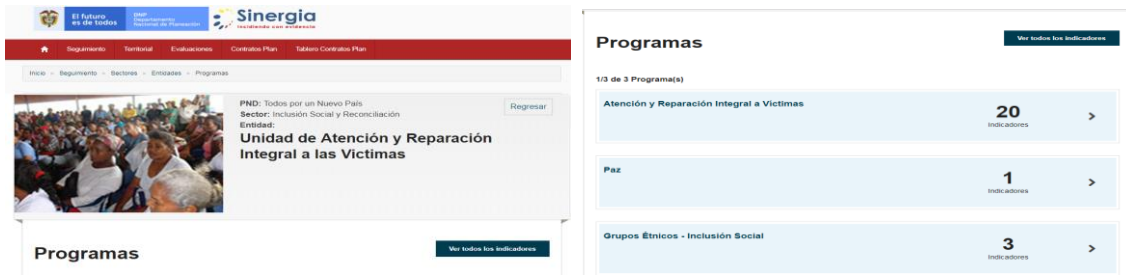 El futuro
es de todos
DNP
Departamento
Nacional de Planeación
Sinergia
incidiendo con evidencia
Seguimiento Territorial Evaluaciones Contratos Plan Tablero Contratos Plan
Inicio - Seguimiento - Sectores - Entidades - Programas
PND: Todos por un Nuevo País
Sector: Inclusión Social y Reconciliación
Entidad:
Unidad de Atención y Reparación
Integral a las Victimas
Regresar
Programas
Ver todos los indicadores
Programas
Ver todos los indicadores
1/3 de 3 Programa(s)
Atención y Reparación Integral a Victimas
20
Indicadores
>
Paz
1
Indicadores
>
Grupos Étnicos - Inclusión Social
3
Indicadores
>